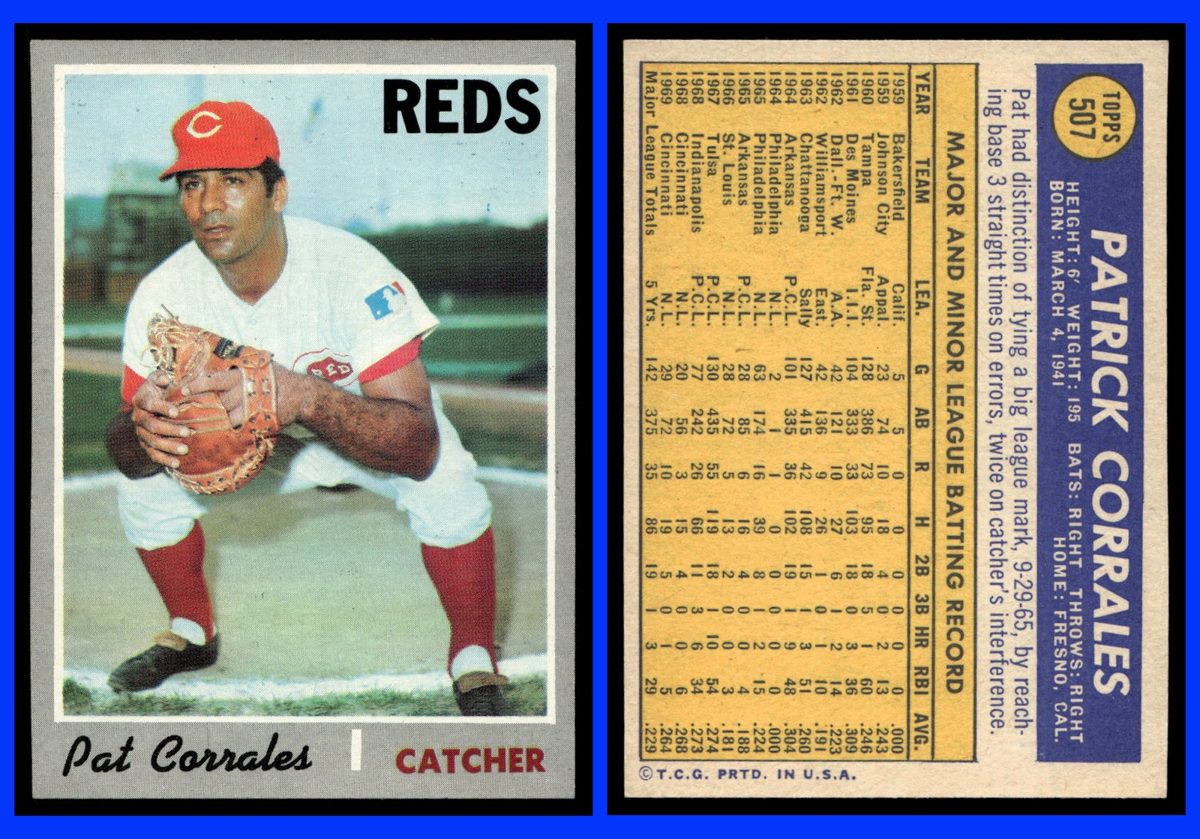 REDS
C
REDS
Pat Corrales
CATCHER
TOPPS
507
PATRICK CORRALES
HEIGHT: 6' WEIGHT: 195 BATS: RIGHT THROWS: RIGHT
BORN: MARCH 4, 1941 HOME: FRESNO, CAL.
Pat had distinction of tying a big league mark, 9-29-65, by reach-
ing base 3 straight times on errors, twice on catcher's interference.
MAJOR AND MINOR LEAGUE BATTING RECORD
YEAR TEAM LEA. G AB R H 2B 3B HR RBI AVG.
1959 Bakersfield Calif. 5 5 0 0 0 0 0 0 .000
1959 Johnson City Appal. 23 74 10 18 4 0 2 13 .243
1960 Tampa Fla. St. 128 386 73 95 18 5 1 60 .246
1961 Des Moines I.I.I. 104 333 33 103 18 0 2 36 .309
1962 Dall.-Ft. W. A.A. 42 121 10 27 6 1 2 14 .223
1962 Williamsport East. 42 136 9 26 1 0 1 10 .191
1963 Chattanooga Sally 127 415 42 108 15 1 4 51 .260
1964 Arkansas P.C.L. 101 335 36 102 19 1 9 48 .304
1964 Philadelphia N.L. 2 1 1 0 0 0 0 0 .000
1965 Philadelphia N.L. 63 174 16 39 8 1 2 15 .224
1965 Arkansas P.C.L. 28 85 6 16 4 0 0 4 .188
1966 St. Louis N.L. 28 72 5 13 2 0 0 3 .181
1967 Tulsa P.C.L. 130 435 55 119 18 1 10 54 .274
1968 Indianapolis P.C.L. 77 242 26 66 11 3 6 34 .273
1968 Cincinnati N.L. 20 56 3 15 4 0 0 6 .268
1969 Cincinnati N.L. 29 72 10 19 5 0 1 5 .264
Major League Totals 5 Yrs. 142 375 35 86 19 1 3 29 .229
© T.C.G. PRTD. IN U.S.A.